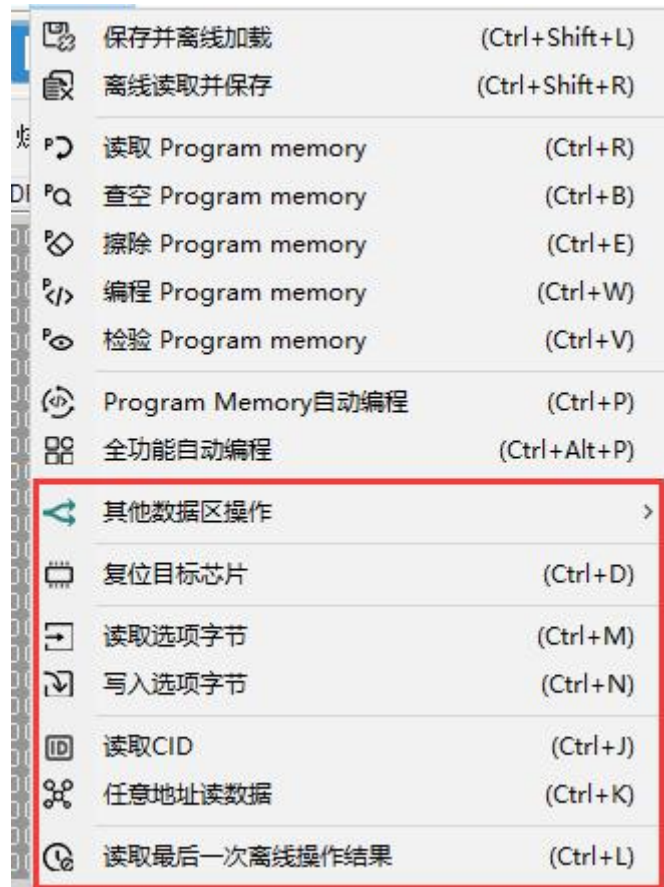 保存并离线加载 (Ctrl+Shift+L)
离线读取并保存 (Ctrl+Shift+R)
读取 Program memory (Ctrl+R)
查空 Program memory (Ctrl+B)
擦除 Program memory (Ctrl+E)
编程 Program memory (Ctrl+W)
检验 Program memory (Ctrl+V)
Program Memory自动编程 (Ctrl+P)
全功能自动编程 (Ctrl+Alt+P)
其他数据区操作
复位目标芯片 (Ctrl+D)
读取选项字节 (Ctrl+M)
写入选项字节 (Ctrl+N)
读取CID (Ctrl+J)
任意地址读数据 (Ctrl+K)
读取最后一次离线操作结果 (Ctrl+L)